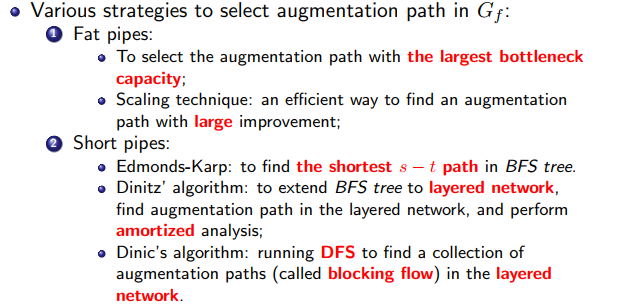 • Various strategies to select augmentation path in G_f:
1 Fat pipes:
• To select the augmentation path with the largest bottleneck
capacity;
• Scaling technique: an efficient way to find an augmentation
path with large improvement;
2 Short pipes:
• Edmonds-Karp: to find the shortest s − t path in BFS tree.
• Dinitz' algorithm: to extend BFS tree to layered network,
find augmentation path in the layered network, and perform
amortized analysis;
• Dinic's algorithm: running DFS to find a collection of
augmentation paths (called blocking flow) in the layered
network.